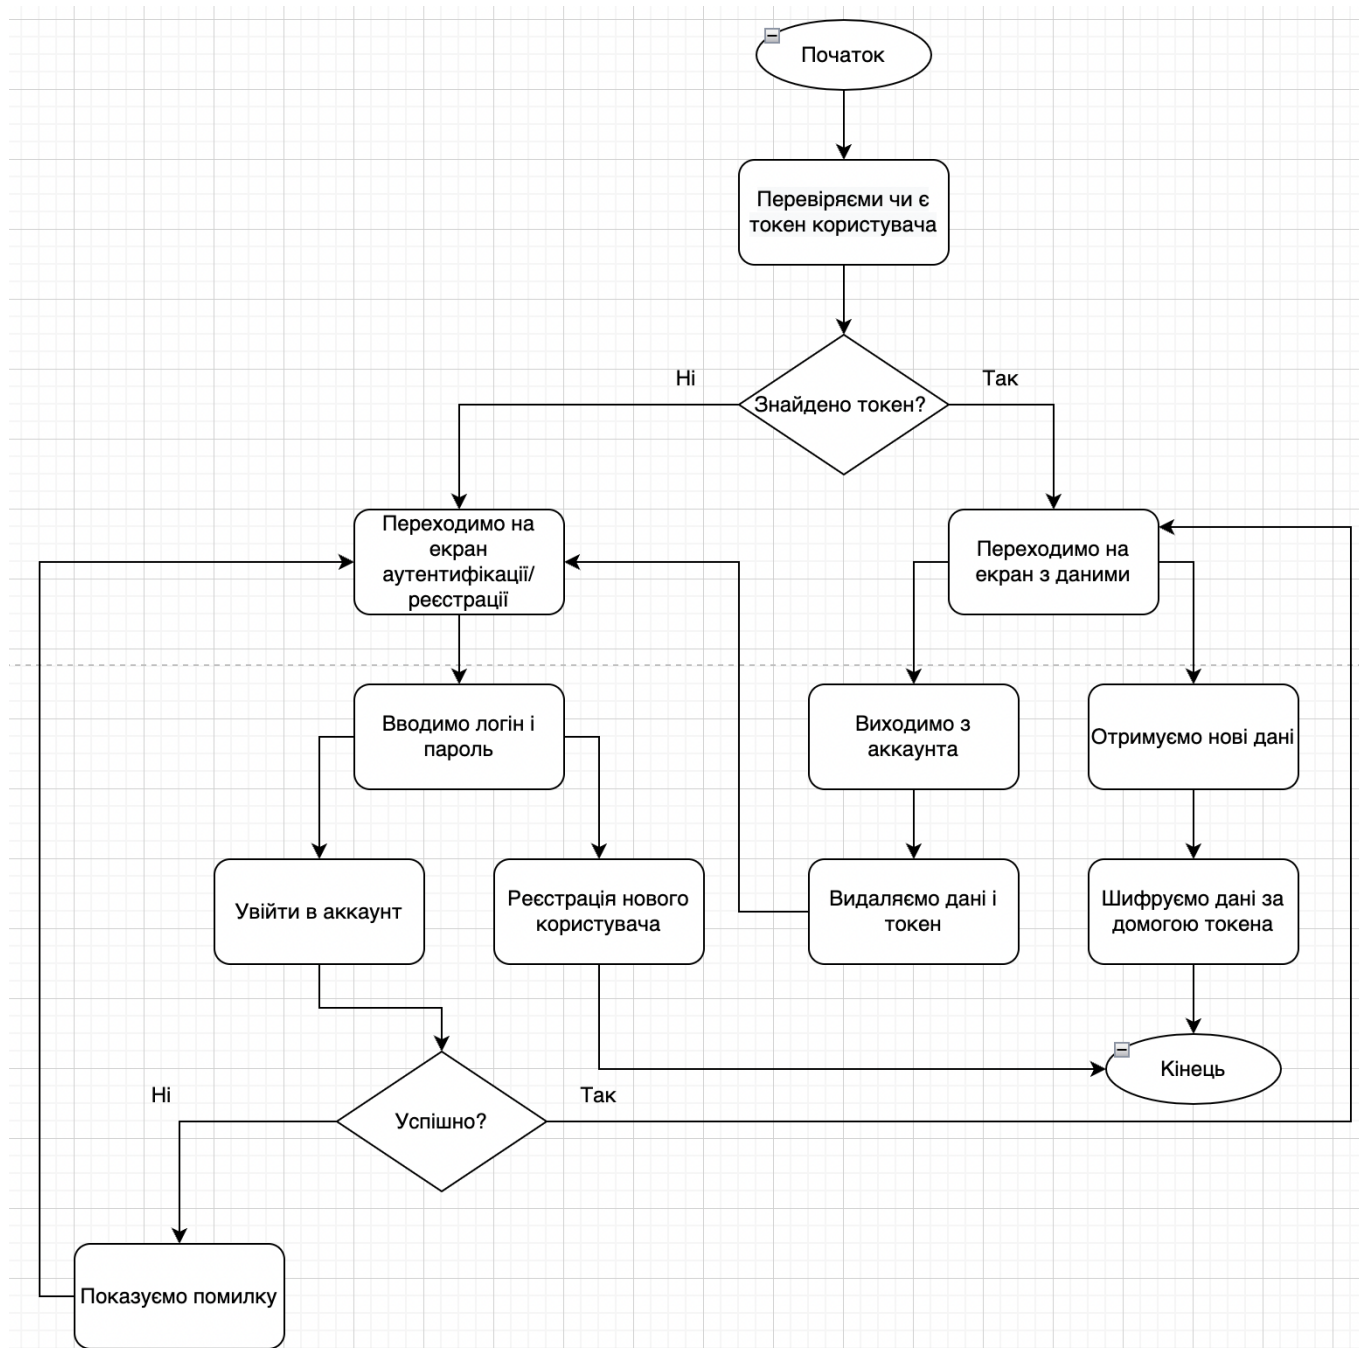 Початок
Перевіряєми чи є
токен користувача
Ні
Так
Знайдено токен?
Переходимо на
екран
аутентифікації/
реєстрації
Переходимо на
екран з даними
Вводимо логін і
пароль
Виходимо з
аккаунта
Отримуємо нові дані
Увійти в аккаунт
Реєстрація нового
користувача
Видаляємо дані і
токен
Шифруємо дані за
домогою токена
Кінець
Ні
Так
Успішно?
Показуємо помилку